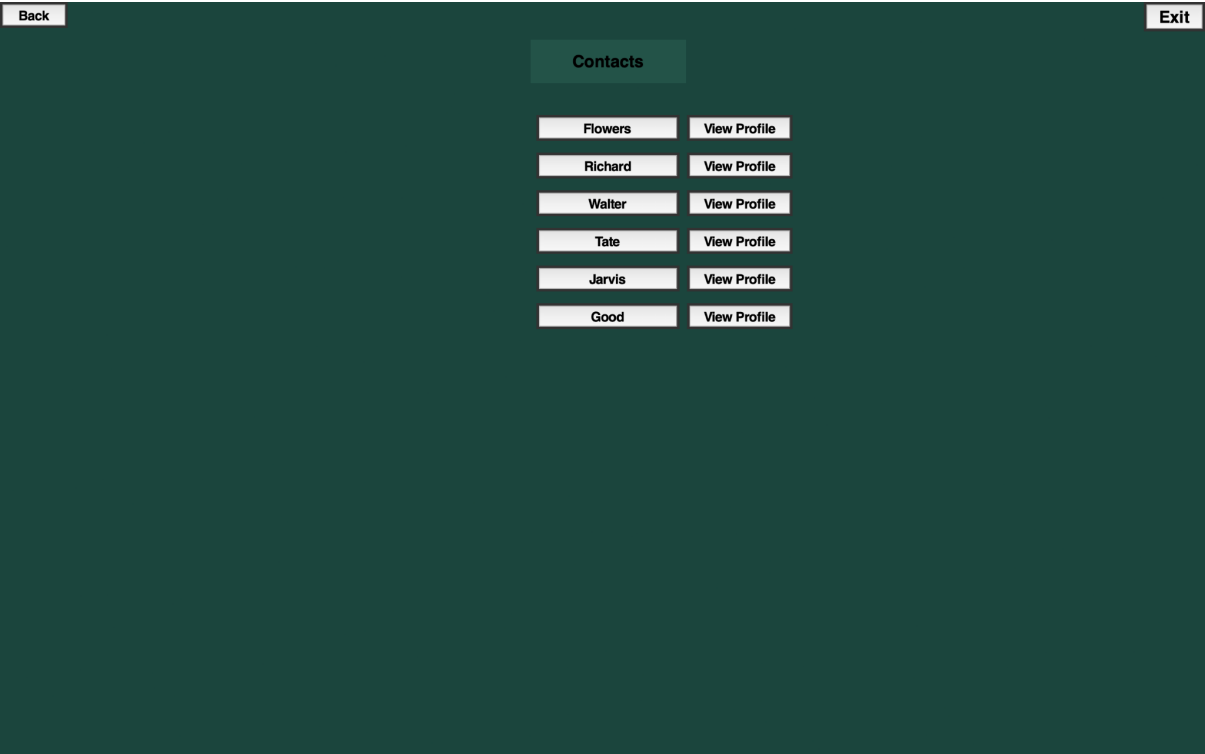 Back
Exit
Contacts
Flowers View Profile
Richard View Profile
Walter View Profile
Tate View Profile
Jarvis View Profile
Good View Profile